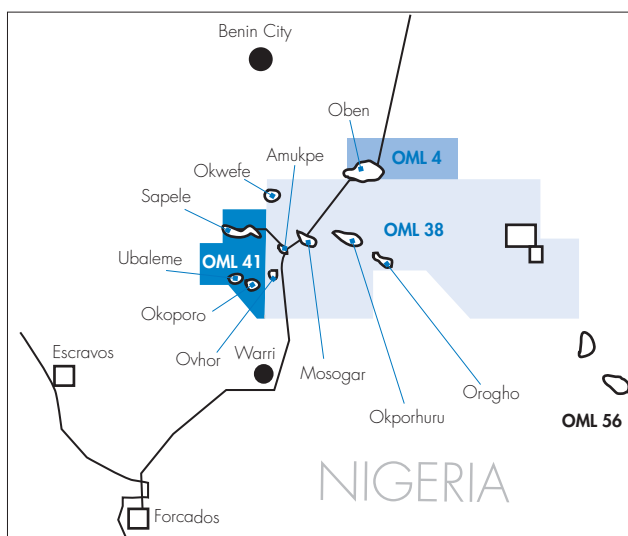 Benin City
Oben
OML 4
Amukpe
Okwefe
Sapele
OML 38
Ubaleme
OML 41
Okoporo
Ovhor
Warri
Escravos
Mosogar
Orogho
Okporhuru
OML 56
NIGERIA
Forcados